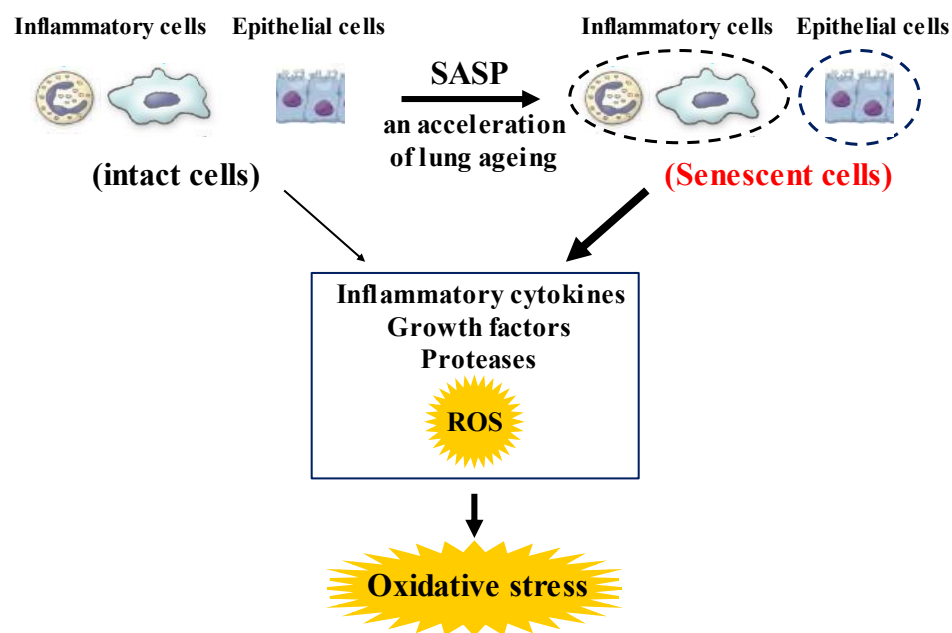 Inflammatory cells
Epithelial cells
Inflammatory cells
Epithelial cells
SASP
an acceleration
of lung ageing
(intact cells)
(Senescent cells)
Inflammatory cytokines
Growth factors
Proteases
ROS
Oxidative stress